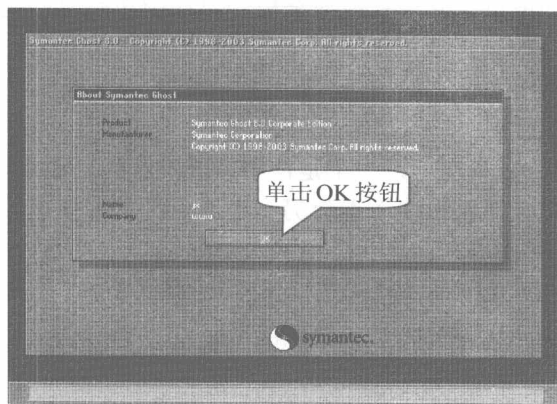 Symantec Ghost 8.0 Copyright (C) 1998-2003 Symantec Corp. All rights reserved.
About Symantec Ghost
Product Symantec Ghost 8.0 Corporate Edition
Manufacturer Symantec Corporation
Copyright (C) 1998-2003 Symantec Corp. All rights reserved.
单击OK按钮
Name
Company
OK
symantec.